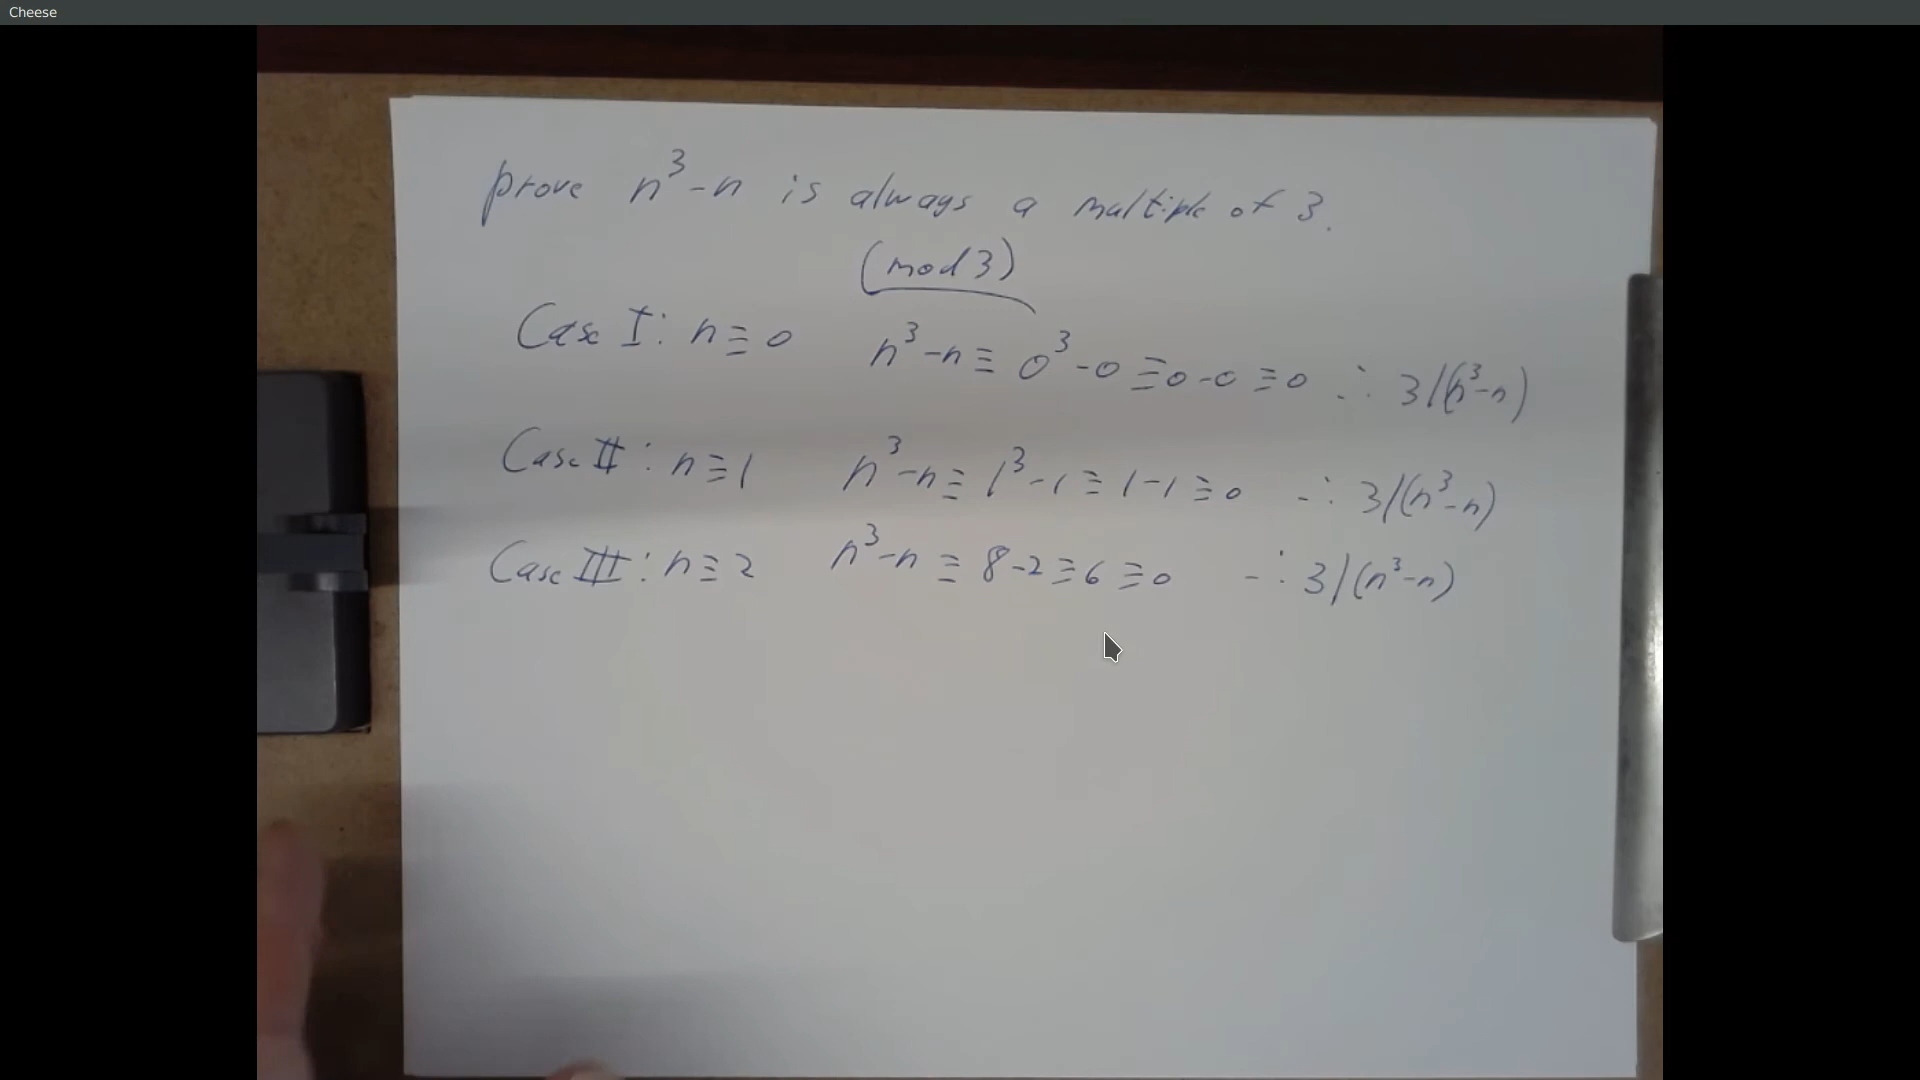 Cheese
prove n³-n is always a multiple of 3.
(mod 3)
Case I: n≡0 n³-n≡ 0³-0 ≡0-0 ≡0 ∴ 3/(n³-n)
Case II: n≡1 n³-n≡ 1³-1≡ 1-1 ≡0 ∴ 3/(n³-n)
Case III: n≡2 n³-n ≡ 8-2≡6 ≡0 ∴ 3/(n³-n)